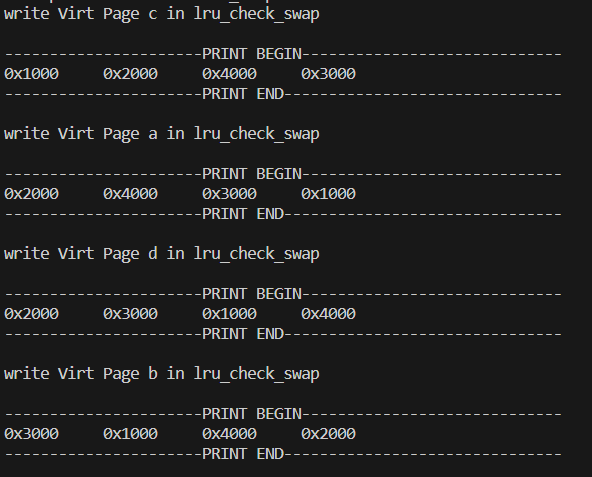 write Virt Page c in lru_check_swap
----------------------PRINT BEGIN-----------------------------
0x1000     0x2000     0x4000     0x3000
----------------------PRINT END-------------------------------
write Virt Page a in lru_check_swap
----------------------PRINT BEGIN-----------------------------
0x2000     0x4000     0x3000     0x1000
----------------------PRINT END-------------------------------
write Virt Page d in lru_check_swap
----------------------PRINT BEGIN-----------------------------
0x2000     0x3000     0x1000     0x4000
----------------------PRINT END-------------------------------
write Virt Page b in lru_check_swap
----------------------PRINT BEGIN-----------------------------
0x3000     0x1000     0x4000     0x2000
----------------------PRINT END-------------------------------